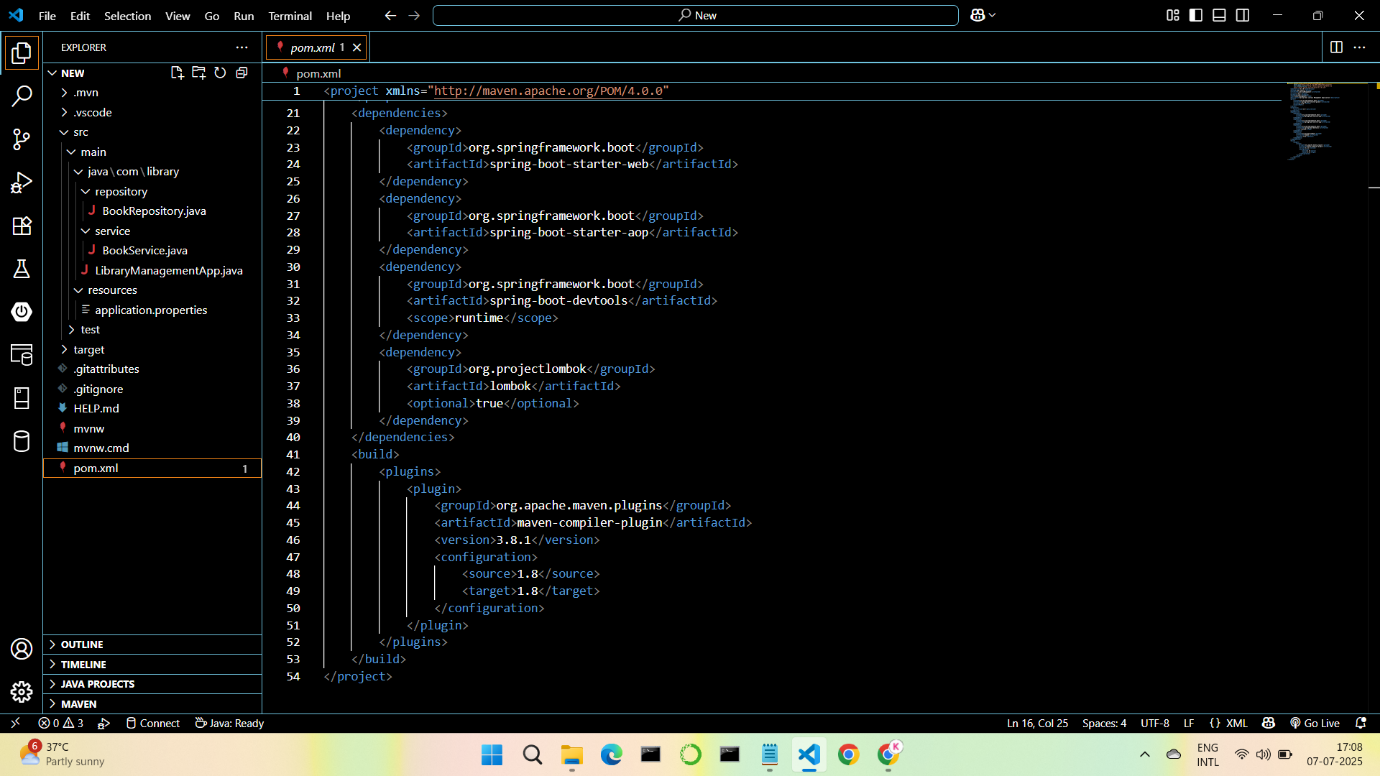 File Edit Selection View Go Run Terminal Help
New
EXPLORER
pom.xml 1
NEW
.mvn
.vscode
src
main
java\com\library
repository
BookRepository.java
service
BookService.java
LibraryManagementApp.java
resources
application.properties
test
target
.gitattributes
.gitignore
HELP.md
mvnw
mvnw.cmd
pom.xml 1
OUTLINE
TIMELINE
JAVA PROJECTS
MAVEN
pom.xml
1 <project xmlns="http://maven.apache.org/POM/4.0.0"
21 <dependencies>
22 <dependency>
23 <groupId>org.springframework.boot</groupId>
24 <artifactId>spring-boot-starter-web</artifactId>
25 </dependency>
26 <dependency>
27 <groupId>org.springframework.boot</groupId>
28 <artifactId>spring-boot-starter-aop</artifactId>
29 </dependency>
30 <dependency>
31 <groupId>org.springframework.boot</groupId>
32 <artifactId>spring-boot-devtools</artifactId>
33 <scope>runtime</scope>
34 </dependency>
35 <dependency>
36 <groupId>org.projectlombok</groupId>
37 <artifactId>lombok</artifactId>
38 <optional>true</optional>
39 </dependency>
40 </dependencies>
41 <build>
42 <plugins>
43 <plugin>
44 <groupId>org.apache.maven.plugins</groupId>
45 <artifactId>maven-compiler-plugin</artifactId>
46 <version>3.8.1</version>
47 <configuration>
48 <source>1.8</source>
49 <target>1.8</target>
50 </configuration>
51 </plugin>
52 </plugins>
53 </build>
54 </project>
0 3 Connect Java: Ready Ln 16, Col 25 Spaces: 4 UTF-8 LF {} XML Go Live
6 37°C
Partly sunny
K
ENG
INTL
17:08
07-07-2025